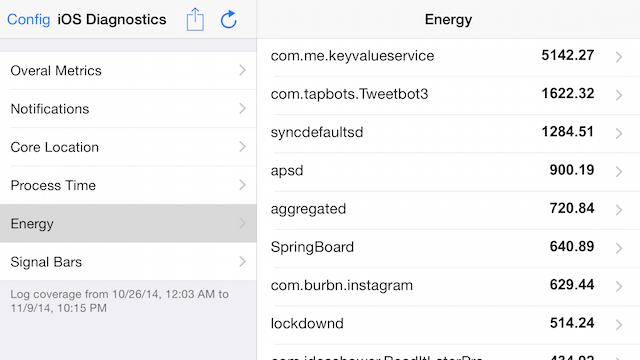 Config iOS Diagnostics
Overal Metrics
Notifications
Core Location
Process Time
Energy
Signal Bars
Log coverage from 10/26/14, 12:03 AM to
11/9/14, 10:15 PM
Energy
com.me.keyvalueservice 5142.27
com.tapbots.Tweetbot3 1622.32
syncdefaultsd 1284.51
apsd 900.19
aggregated 720.84
SpringBoard 640.89
com.burbn.instagram 629.44
lockdownd 514.24